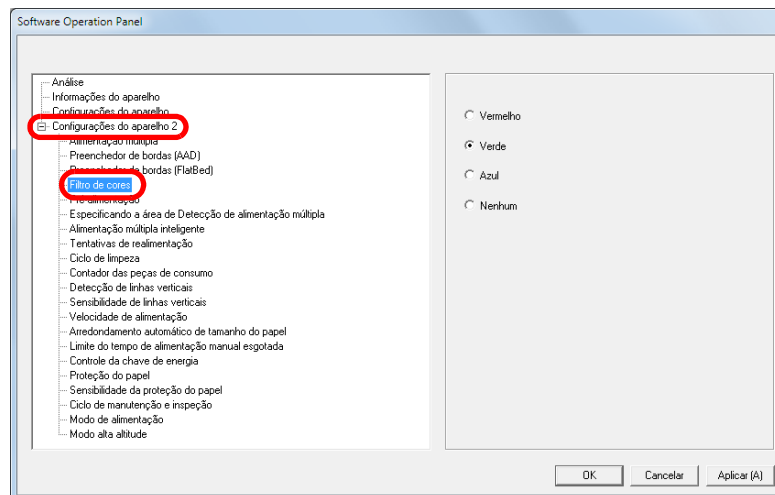 Software Operation Panel
Análise
Informações do aparelho
Configurações do aparelho
Configurações do aparelho 2
Alimentação múltipla
Preenchedor de bordas (AAD)
Preenchedor de bordas (FlatBed)
Filtro de cores
Pré-alimentação
Especificando a área de Detecção de alimentação múltipla
Alimentação múltipla inteligente
Tentativas de realimentação
Ciclo de limpeza
Contador das peças de consumo
Detecção de linhas verticais
Sensibilidade de linhas verticais
Velocidade de alimentação
Arredondamento automático de tamanho do papel
Limite do tempo de alimentação manual esgotada
Controle da chave de energia
Proteção do papel
Sensibilidade da proteção do papel
Ciclo de manutenção e inspeção
Modo de alimentação
Modo alta altitude
Vermelho
Verde
Azul
Nenhum
OK
Cancelar
Aplicar (A)